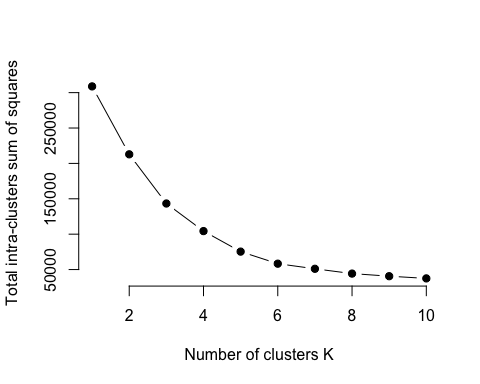 Total intra-clusters sum of squares
250000
150000
50000
2 4 6 8 10
Number of clusters K